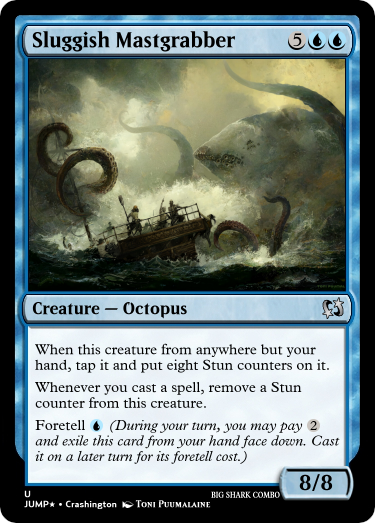 Sluggish Mastgrabber 5
Creature — Octopus
When this creature from anywhere but your
hand, tap it and put eight Stun counters on it.
Whenever you cast a spell, remove a Stun
counter from this creature.
Foretell (During your turn, you may pay 2
and exile this card from your hand face down. Cast
it on a later turn for its foretell cost.)
8/8
U BIG SHARK COMBO
JUMP★ • Crashington TONI PUUMALAINE